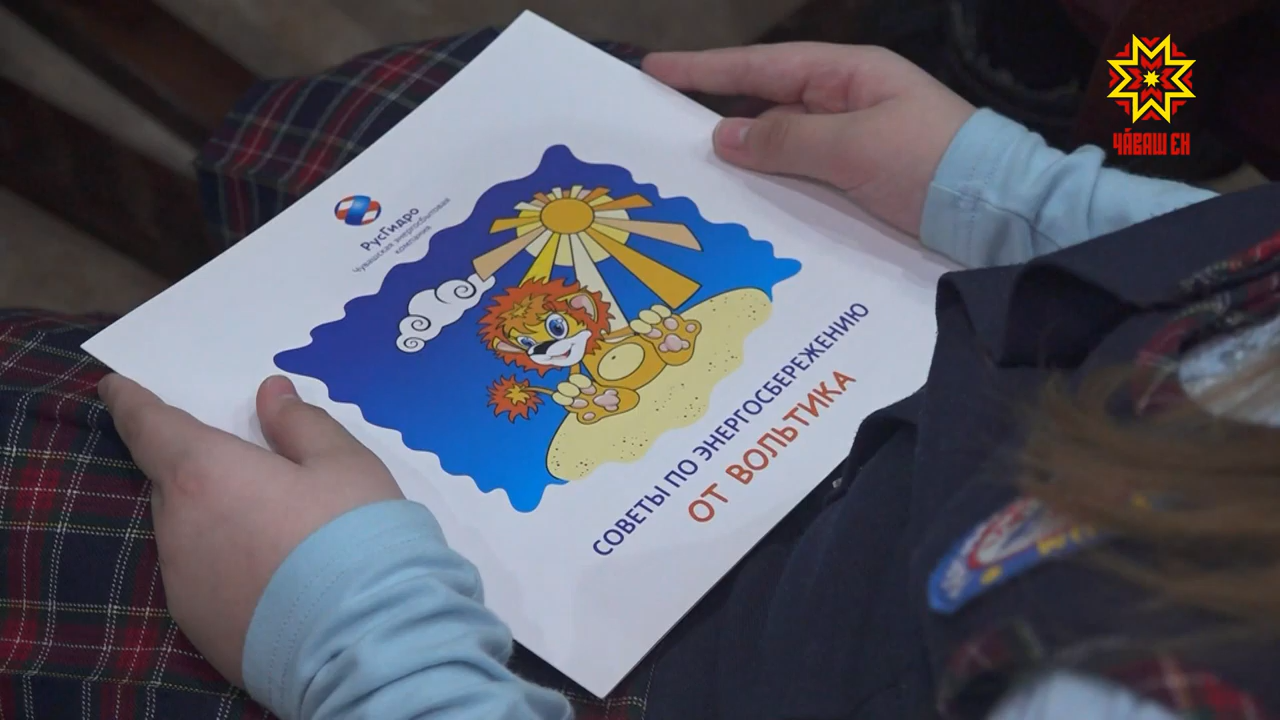 ЧӐВАШ ЕН
РусГидро
Чувашская энергосбытовая
компания
СОВЕТЫ ПО ЭНЕРГОСБЕРЕЖЕНИЮ
ОТ ВОЛЬТИКА